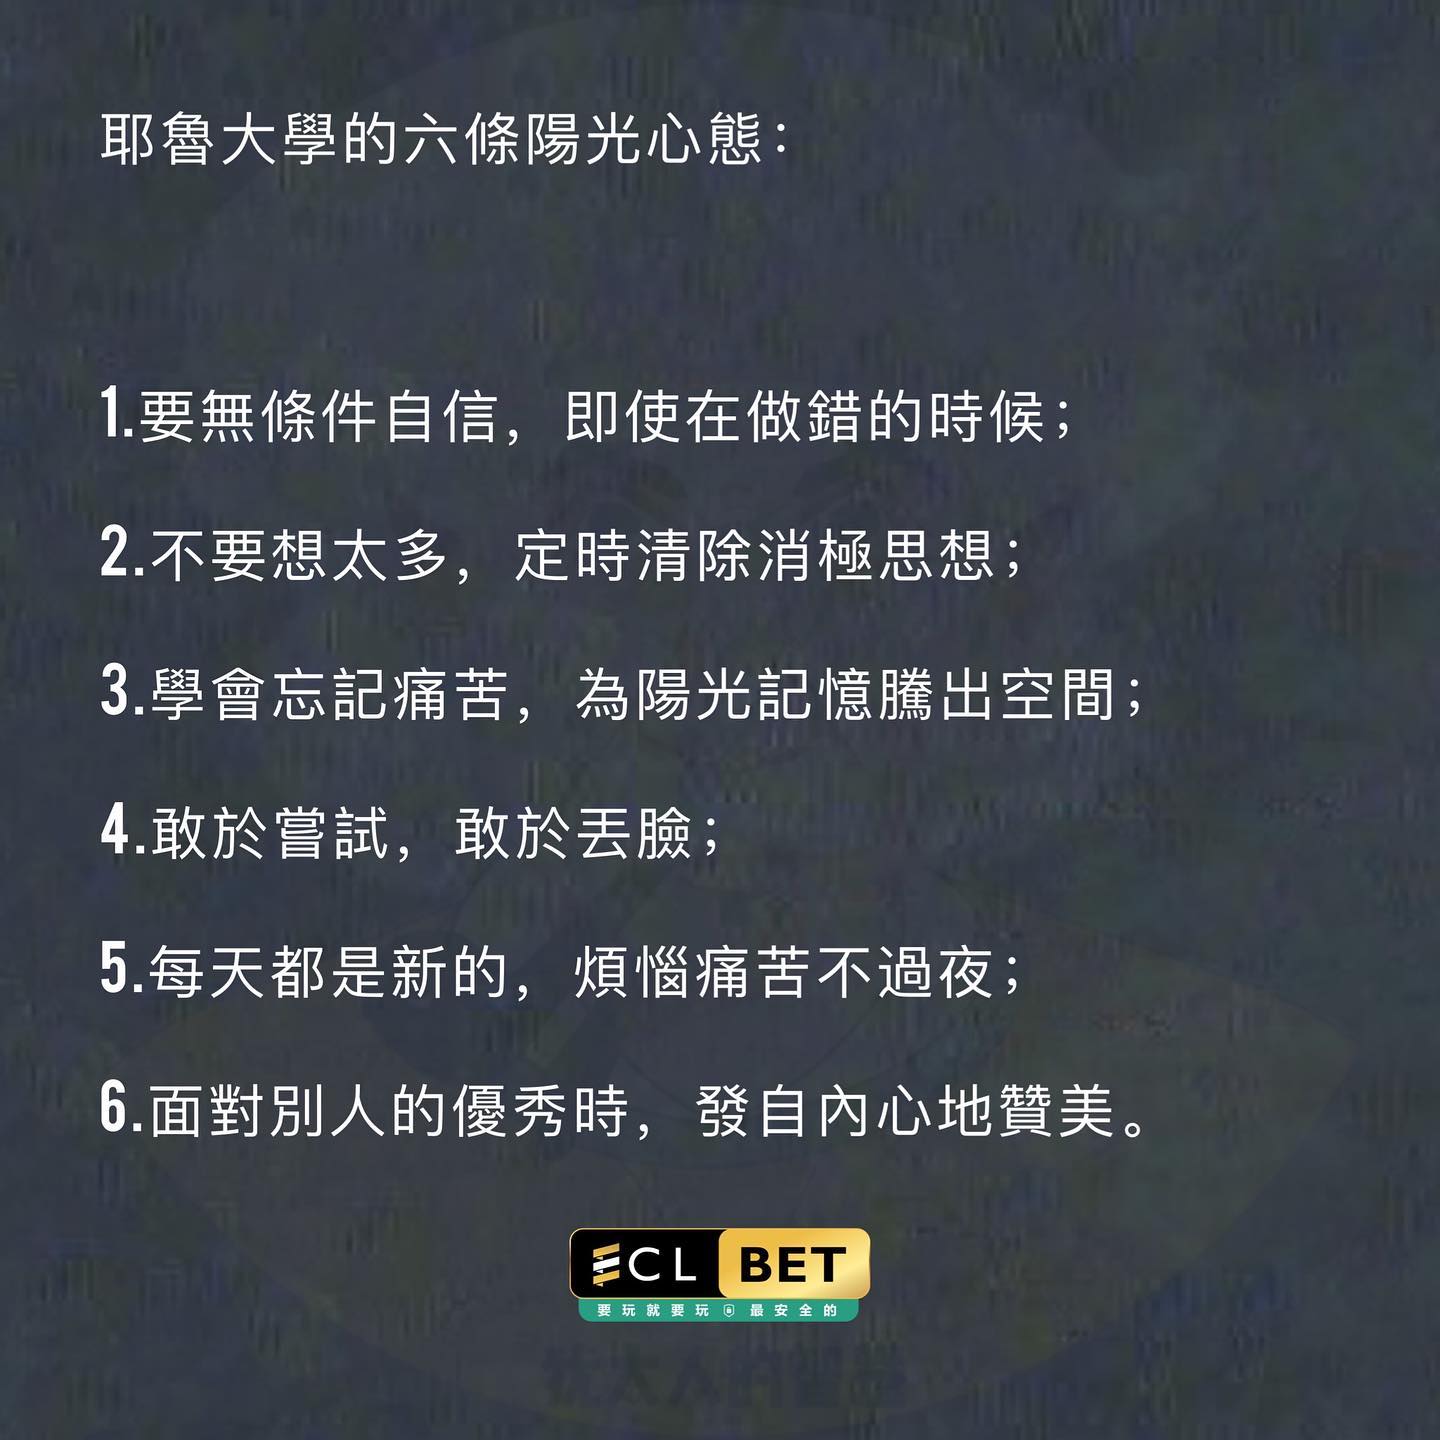 耶魯大學的六條陽光心態：
1.要無條件自信，即使在做錯的時候；
2.不要想太多，定時清除消極思想；
3.學會忘記痛苦，為陽光記憶騰出空間；
4.敢於嘗試，敢於丟臉；
5.每天都是新的，煩惱痛苦不過夜；
6.面對別人的優秀時，發自內心地贊美。
ECL BET
要玩就要玩 最安全的